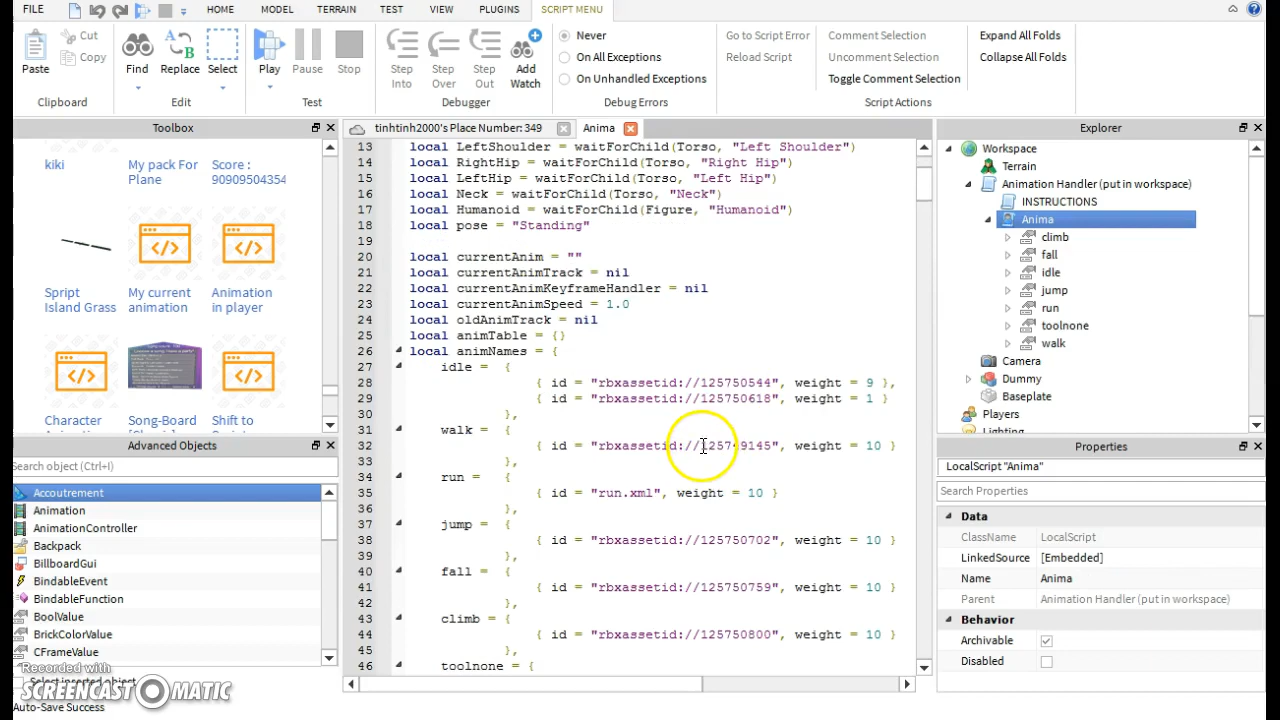 FILE HOME MODEL TERRAIN TEST VIEW PLUGINS SCRIPT MENU
Paste
Cut
Copy
Clipboard
Find Replace Select
Edit
Play Pause Stop
Test
Step Into
Step Over
Step Out
Add Watch
Debugger
Never
On All Exceptions
On Unhandled Exceptions
Debug Errors
Go to Script Error
Reload Script
Comment Selection
Uncomment Selection
Toggle Comment Selection
Script Actions
Expand All Folds
Collapse All Folds
Toolbox
kiki
My pack For Plane
Score : 90909504354
Spript Island Grass
My current animation
Animation in player
Character Animation
Song-Board
Shift to
Advanced Objects
Search object (Ctrl+I)
Accoutrement
Animation
AnimationController
Backpack
BillboardGui
BindableEvent
BindableFunction
BoolValue
BrickColorValue
CFrameValue
Select inserted object
Recorded with
SCREENCAST MATIC
Auto-Save Success
tinhtinh2000's Place Number: 349
Anima
13 local LeftShoulder = waitForChild(Torso, "Left Shoulder")
14 local RightHip = waitForChild(Torso, "Right Hip")
15 local LeftHip = waitForChild(Torso, "Left Hip")
16 local Neck = waitForChild(Torso, "Neck")
17 local Humanoid = waitForChild(Figure, "Humanoid")
18 local pose = "Standing"
19
20 local currentAnim = ""
21 local currentAnimTrack = nil
22 local currentAnimKeyframeHandler = nil
23 local currentAnimSpeed = 1.0
24 local oldAnimTrack = nil
25 local animTable = {}
26 local animNames = {
27 idle = {
28 { id = "rbxassetid://125750544", weight = 9 },
29 { id = "rbxassetid://125750618", weight = 1 }
30 },
31 walk = {
32 { id = "rbxassetid://125749145", weight = 10 }
33 },
34 run = {
35 { id = "run.xml", weight = 10 }
36 },
37 jump = {
38 { id = "rbxassetid://125750702", weight = 10 }
39 },
40 fall = {
41 { id = "rbxassetid://125750759", weight = 10 }
42 },
43 climb = {
44 { id = "rbxassetid://125750800", weight = 10 }
45 },
46 toolnone = {
Explorer
Workspace
Terrain
Animation Handler (put in workspace)
INSTRUCTIONS
Anima
climb
fall
idle
jump
run
toolnone
walk
Camera
Dummy
Baseplate
Players
Lighting
Properties
LocalScript "Anima"
Search Properties
Data
ClassName LocalScript
LinkedSource [Embedded]
Name Anima
Parent Animation Handler (put in workspace)
Behavior
Archivable
Disabled